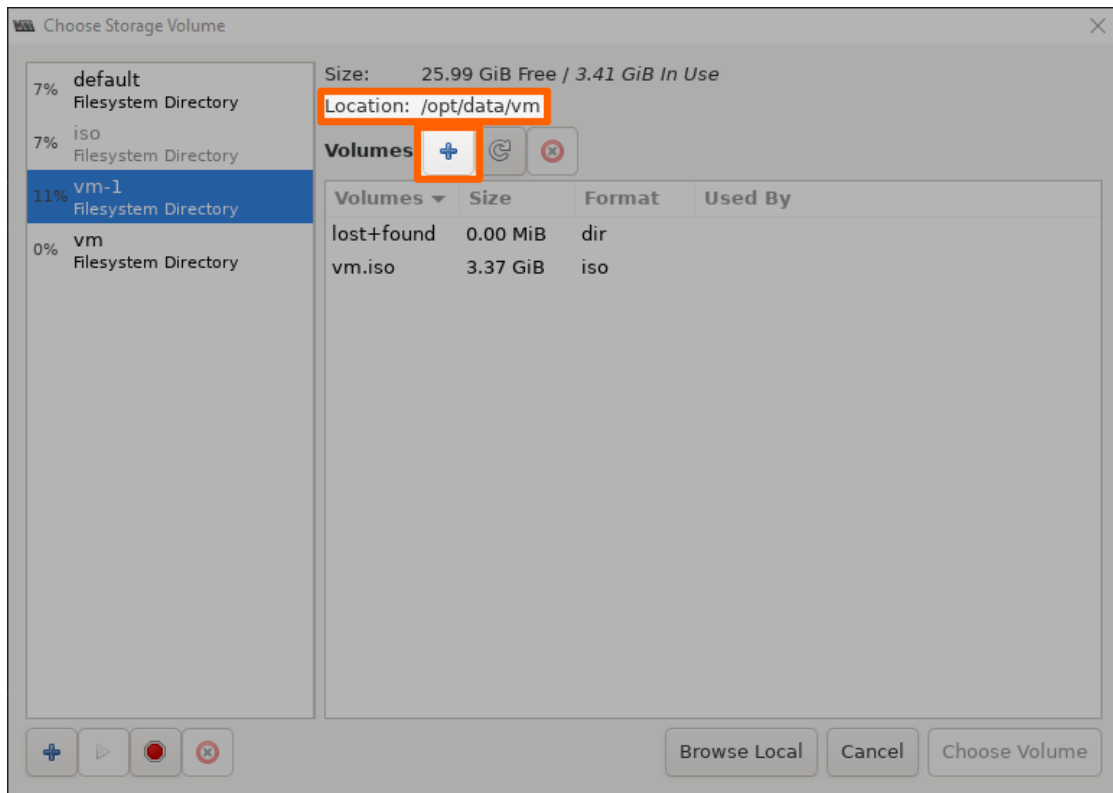 Choose Storage Volume
7% default
Filesystem Directory
7% iso
Filesystem Directory
11% vm-1
Filesystem Directory
0% vm
Filesystem Directory
Size: 25.99 GiB Free / 3.41 GiB In Use
Location: /opt/data/vm
Volumes
Volumes Size Format Used By
lost+found 0.00 MiB dir
vm.iso 3.37 GiB iso
Browse Local Cancel Choose Volume